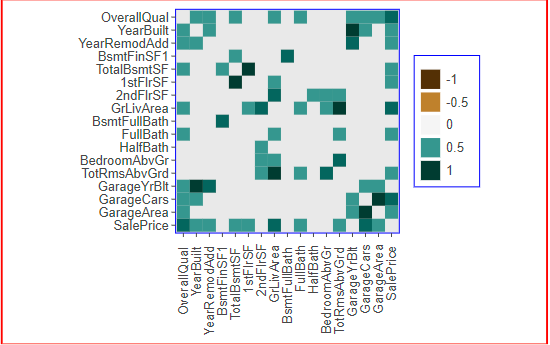 OverallQual
YearBuilt
YearRemodAdd
BsmtFinSF1
TotalBsmtSF
1stFlrSF
2ndFlrSF
GrLivArea
BsmtFullBath
FullBath
HalfBath
BedroomAbvGr
TotRmsAbvGrd
GarageYrBlt
GarageCars
GarageArea
SalePrice
-1
-0.5
0
0.5
1
OverallQual
YearBuilt
YearRemodAdd
BsmtFinSF1
TotalBsmtSF
1stFlrSF
2ndFlrSF
GrLivArea
BsmtFullBath
FullBath
HalfBath
BedroomAbvGr
TotRmsAbvGrd
GarageYrBlt
GarageCars
GarageArea
SalePrice